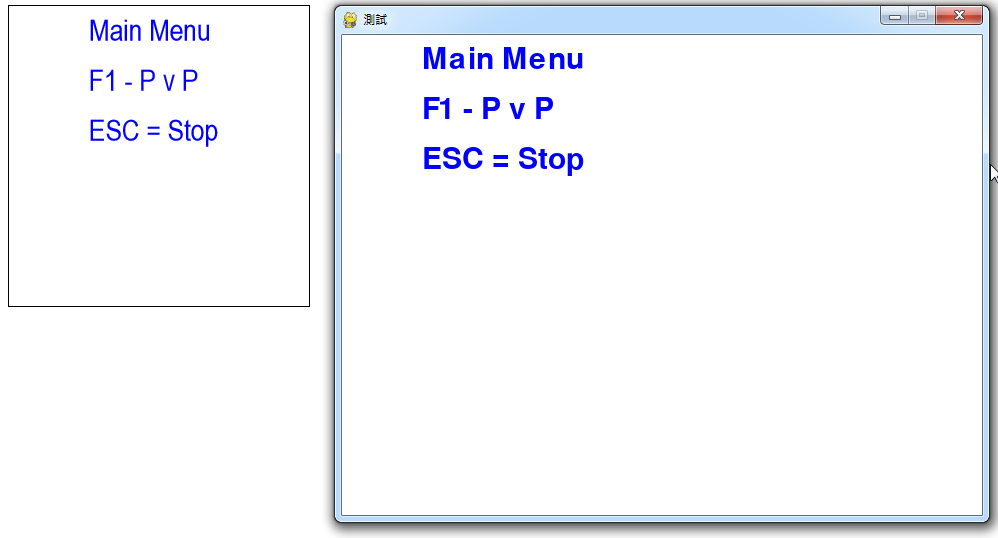 Main Menu
F1 - P v P
ESC = Stop
測試
Main Menu
F1 - P v P
ESC = Stop